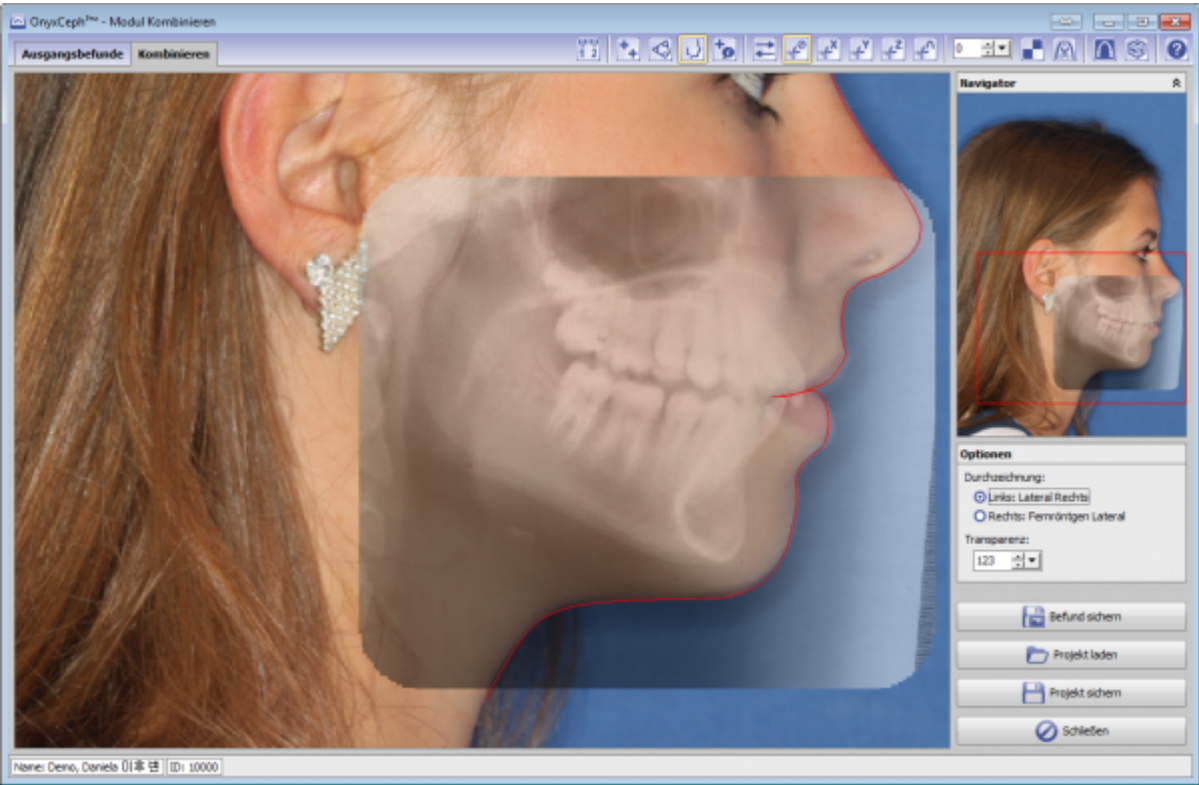 OnyxCeph³™ - Modul Kombinieren
Ausgangsbefunde Kombinieren
0
Navigator
Optionen
Durchzeichnung:
Links: Lateral Rechts
Rechts: Fernröntgen Lateral
Transparenz:
123
Befund sichern
Projekt laden
Projekt sichern
Schließen
Name: Demo, Daniela ID: 10000